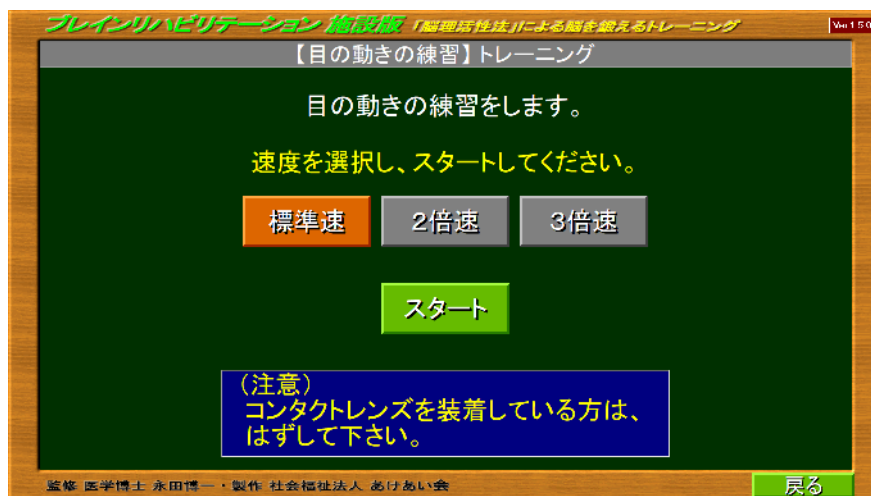 ブレインリハビリテーション 施設版 「脳理活性法」による脳を鍛えるトレーニング
Ver 1.5.0
【目の動きの練習】トレーニング
目の動きの練習をします。
速度を選択し、スタートしてください。
標準速 2倍速 3倍速
スタート
(注意)
コンタクトレンズを装着している方は、
はずして下さい。
監修 医学博士 永田博一・製作 社会福祉法人 あけあい会
戻る